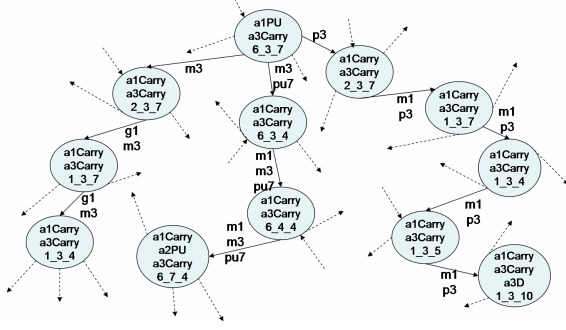 a1PU
a3Carry
6_3_7
p3
m3
m3
pu7
a1Carry
a3Carry
2_3_7
a1Carry
a3Carry
2_3_7
a1Carry
a3Carry
6_3_4
m1
p3
a1Carry
a3Carry
1_3_7
m1
p3
g1
m3
m1
m3
pu7
a1Carry
a3Carry
1_3_7
a1Carry
a3Carry
1_3_4
g1
m3
m1
p3
a1Carry
a3Carry
6_4_4
a1Carry
a3Carry
1_3_4
m1
m3
pu7
a1Carry
a2PU
a3Carry
6_7_4
a1Carry
a3Carry
1_3_5
m1
p3
a1Carry
a3Carry
a3D
1_3_10